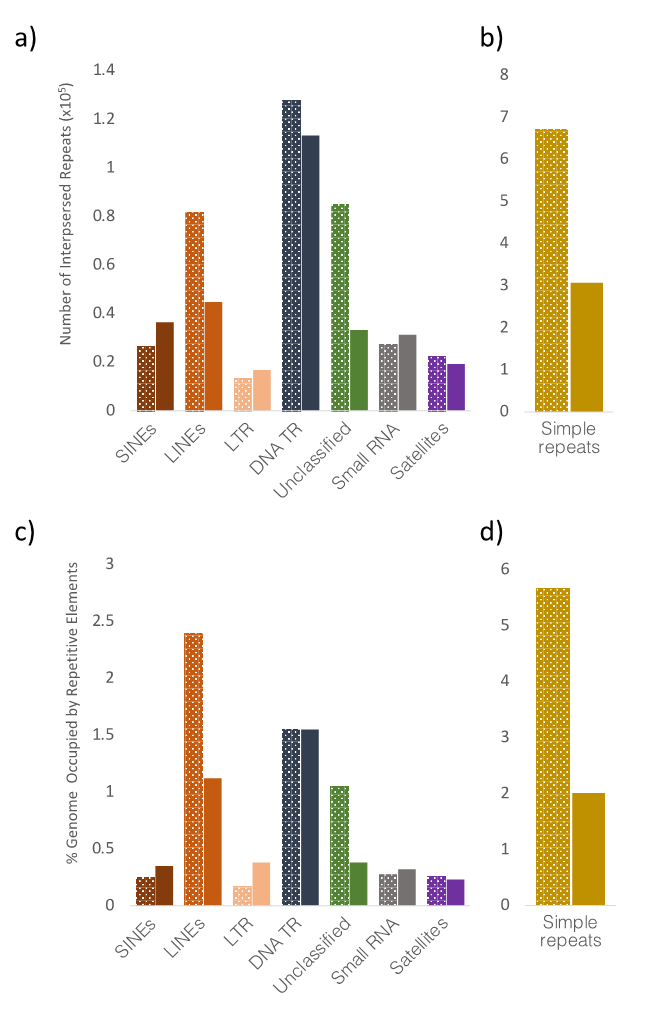 a)
b)
Number of Interpsersed Repeats (x10⁵)
1.4
1.2
1
0.8
0.6
0.4
0.2
0
SINEs
LINEs
LTR
DNA TR
Unclassified
Small RNA
Satellites
8
7
6
5
4
3
2
1
0
Simple
repeats
c)
d)
% Genome Occupied by Repetitive Elements
3
2.5
2
1.5
1
0.5
0
SINEs
LINEs
LTR
DNA TR
Unclassified
Small RNA
Satellites
6
5
4
3
2
1
0
Simple
repeats